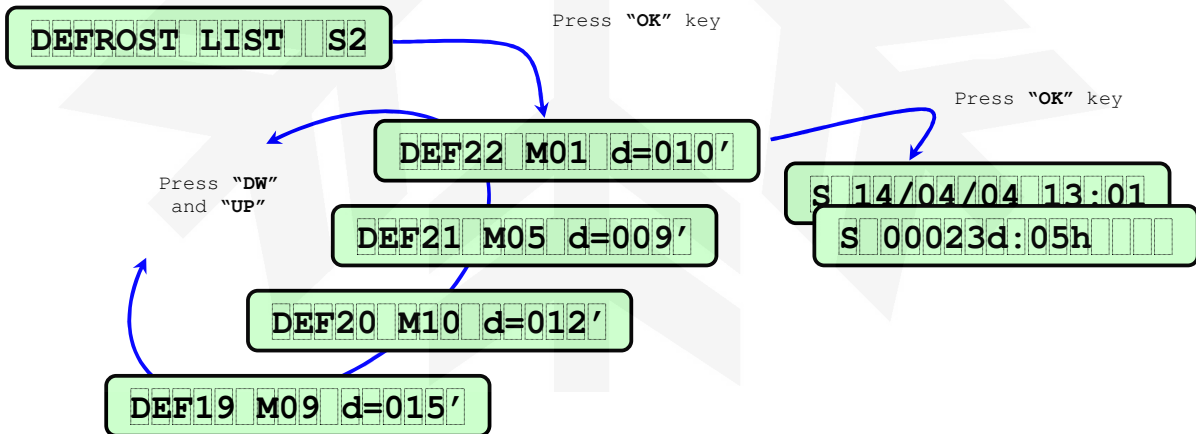 Press “OK” key
DEFROST LIST S2
Press “OK” key
DEF22 M01 d=010’
Press “DW”
and “UP”
S 14/04/04 13:01
DEF21 M05 d=009’
S 00023d:05h
DEF20 M10 d=012’
DEF19 M09 d=015’